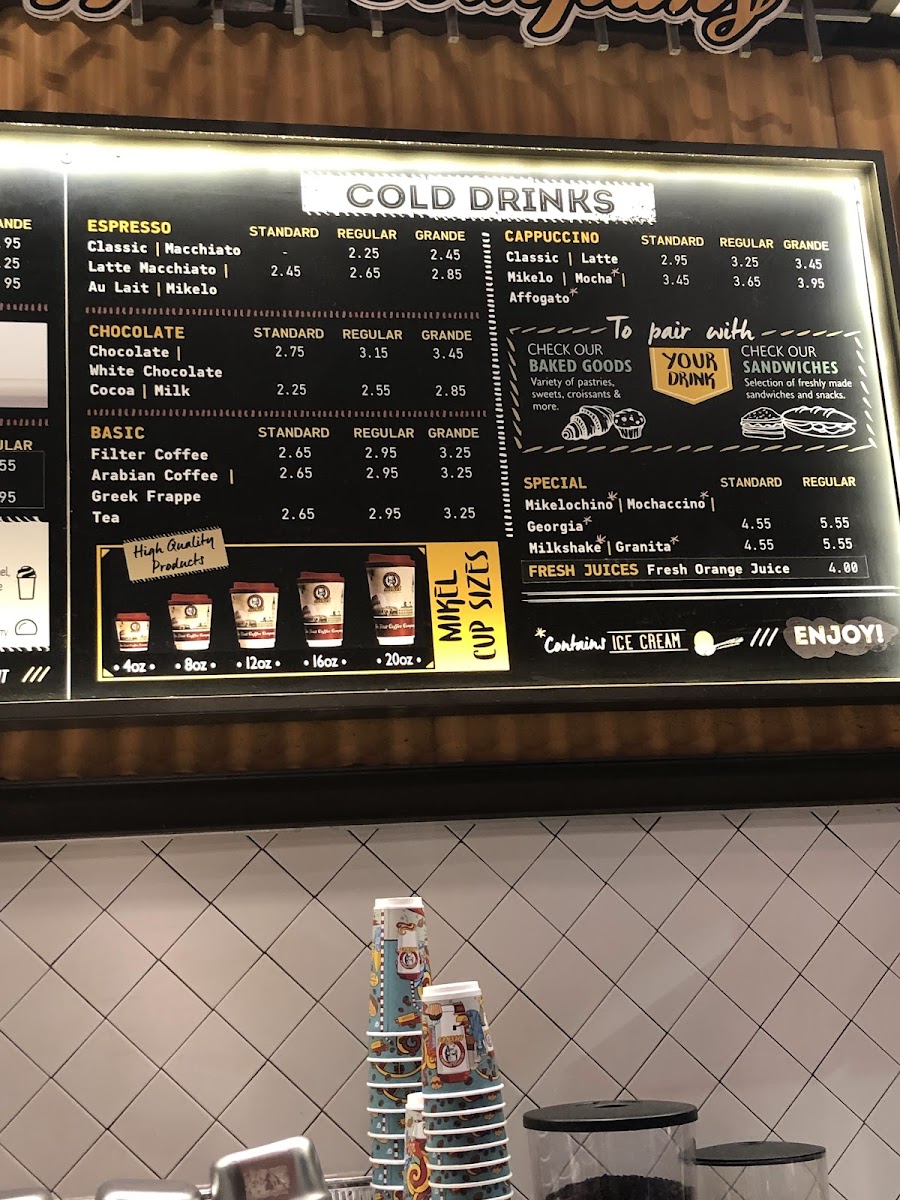 COLD DRINKS
ANDE
.95
.25
.95
ULAR
.55
.95
ESPRESSO STANDARD REGULAR GRANDE
Classic | Macchiato - 2.25 2.45
Latte Macchiato | 2.45 2.65 2.85
Au Lait | Mikelo
CHOCOLATE STANDARD REGULAR GRANDE
Chocolate | 2.75 3.15 3.45
White Chocolate
Cocoa | Milk 2.25 2.55 2.85
BASIC STANDARD REGULAR GRANDE
Filter Coffee 2.65 2.95 3.25
Arabian Coffee | 2.65 2.95 3.25
Greek Frappe
Tea 2.65 2.95 3.25
High Quality
Products
MIKEL
CUP SIZES
• 4oz • • 8oz • • 12oz • • 16oz • • 20oz •
CAPPUCCINO STANDARD REGULAR GRANDE
Classic | Latte 2.95 3.25 3.45
Mikelo | Mocha* | 3.45 3.65 3.95
Affogato*
To pair with
YOUR
DRINK
CHECK OUR
BAKED GOODS
Variety of pastries,
sweets, croissants &
more.
CHECK OUR
SANDWICHES
Selection of freshly made
sandwiches and snacks.
SPECIAL STANDARD REGULAR
Mikelochino* | Mochaccino* |
Georgia* 4.55 5.55
Milkshake* | Granita* 4.55 5.55
FRESH JUICES Fresh Orange Juice 4.00
*Contains ICE CREAM /// ENJOY!